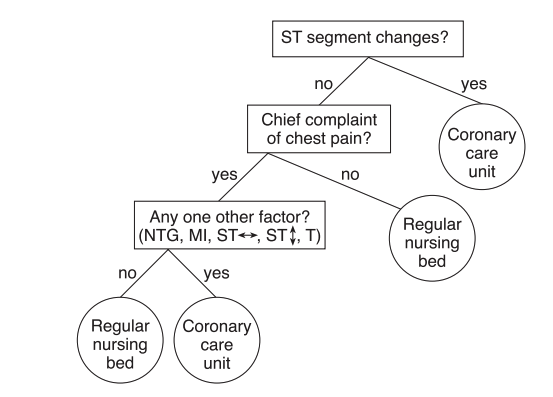 ST segment changes?
no
yes
Chief complaint
of chest pain?
Coronary
care
unit
yes
no
Any one other factor?
(NTG, MI, ST↔, ST↕, T)
Regular
nursing
bed
no
yes
Regular
nursing
bed
Coronary
care
unit